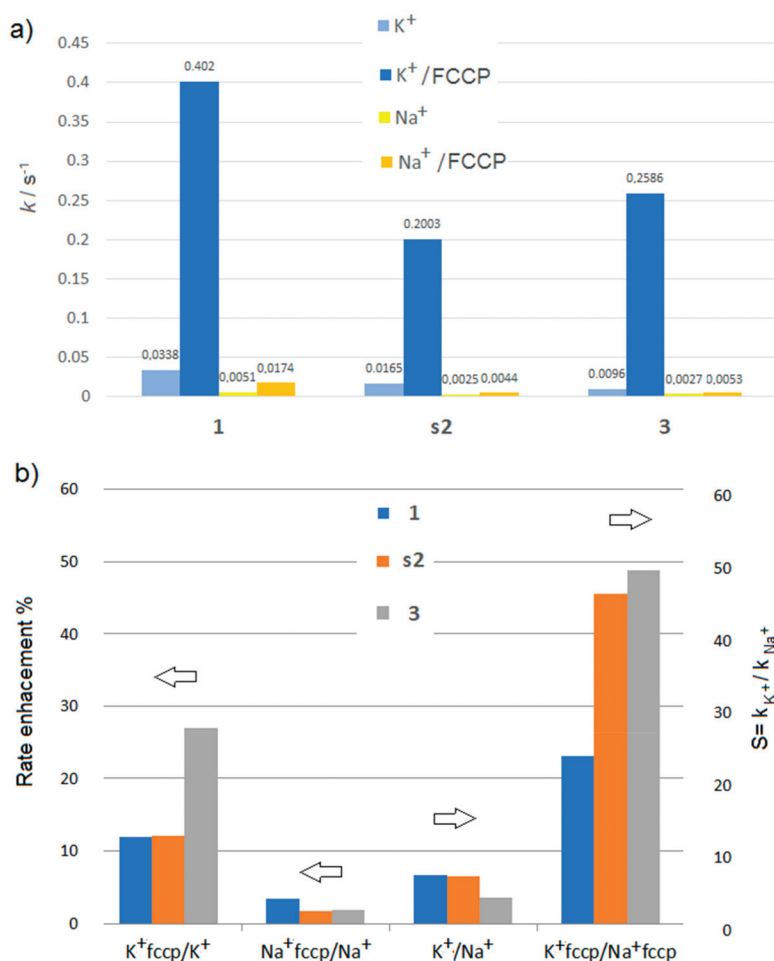 a)
K⁺
K⁺/FCCP
Na⁺
Na⁺/FCCP
0.45
0.4
0.35
0.3
0.25
0.2
0.15
0.1
0.05
0
k / s⁻¹
0.402
0.2003
0,2586
0,0338
0,0051
0,0174
0.0165
0,0025
0,0044
0.0096
0,0027
0,0053
1
s2
3
b)
60
50
40
30
20
10
0
Rate enhacement %
1
s2
3
60
50
40
30
20
10
0
S= k K⁺/ k Na⁺
K⁺fccp/K⁺
Na⁺fccp/Na⁺
K⁺/Na⁺
K⁺fccp/Na⁺fccp